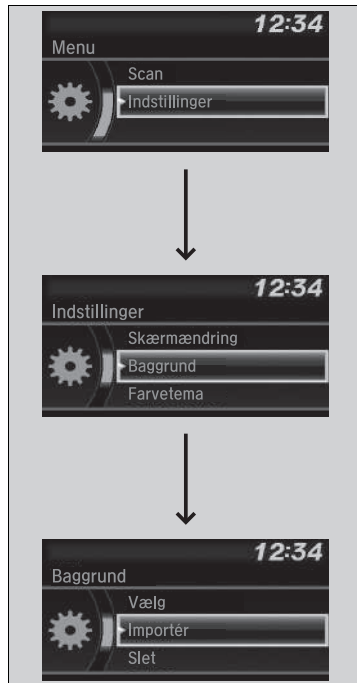 12:34
Menu
Scan
Indstillinger
12:34
Indstillinger
Skærmændring
Baggrund
Farvetema
12:34
Baggrund
Vælg
Importér
Slet